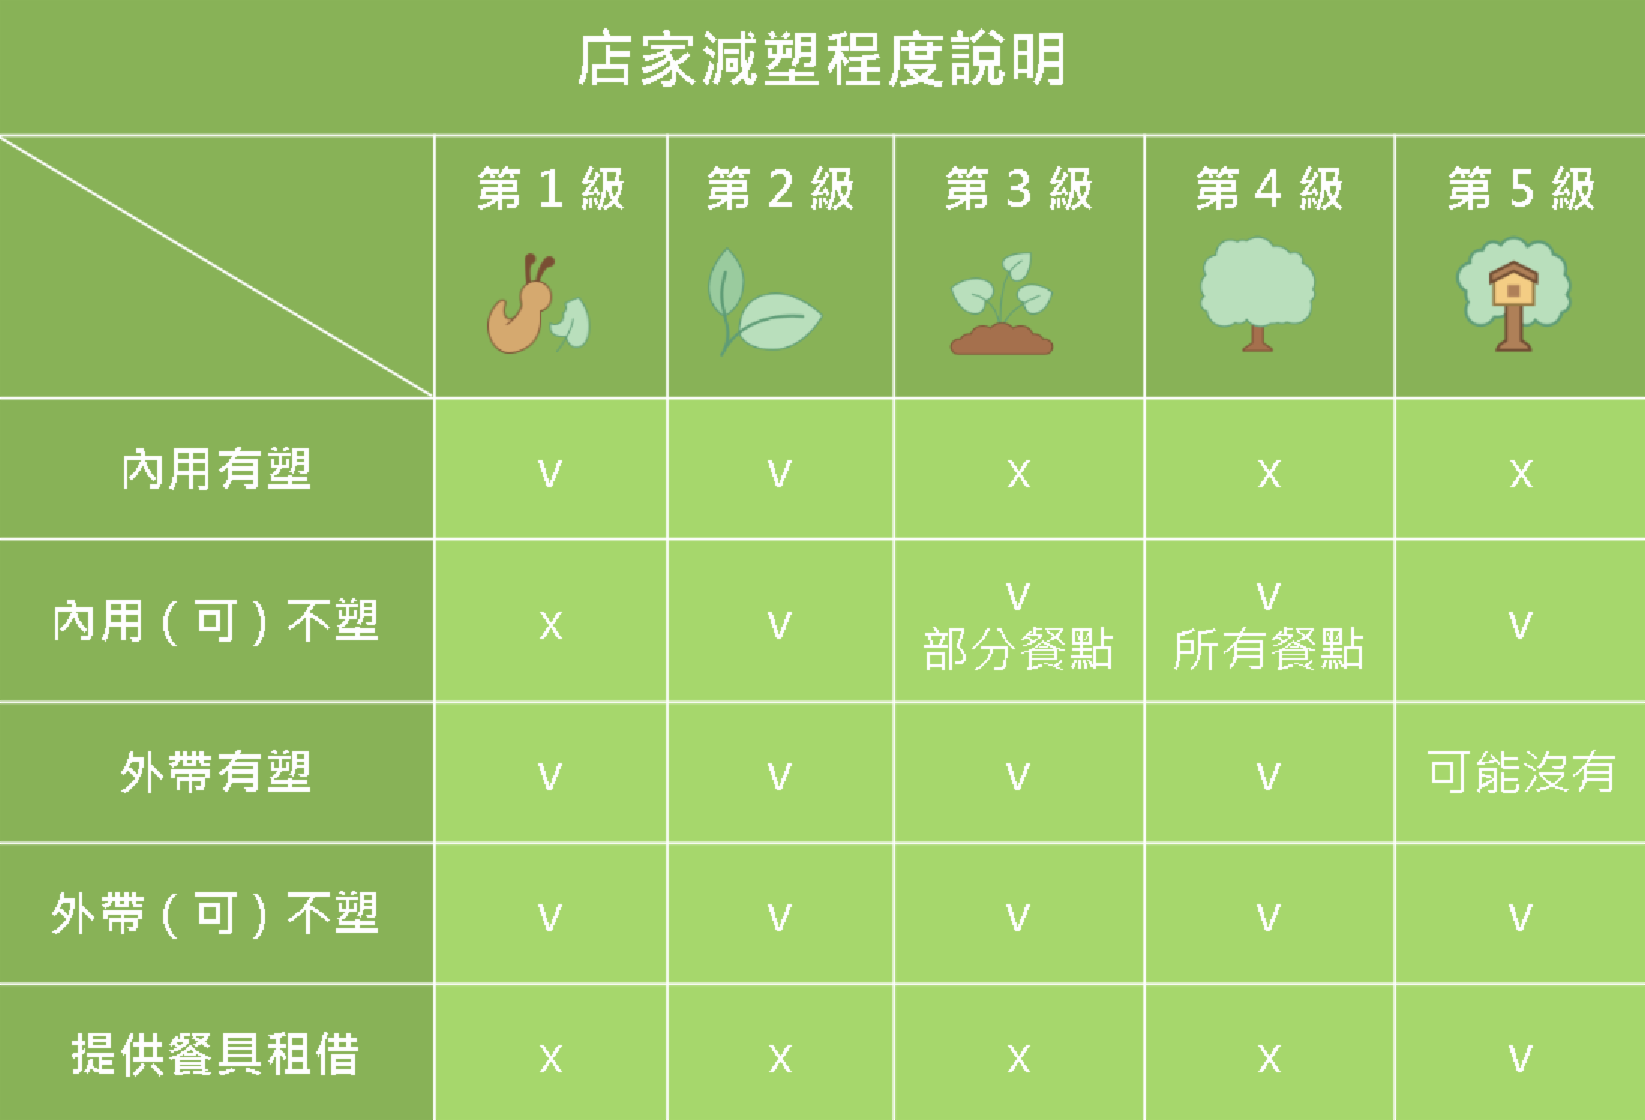 店家減塑程度說明
第 1 級 第 2 級 第 3 級 第 4 級 第 5 級
內用有塑 v v x x x
內用 ( 可 ) 不塑 x v v 部分餐點 v 所有餐點 v
外帶有塑 v v v v 可能沒有
外帶 ( 可 ) 不塑 v v v v v
提供餐具租借 x x x x v